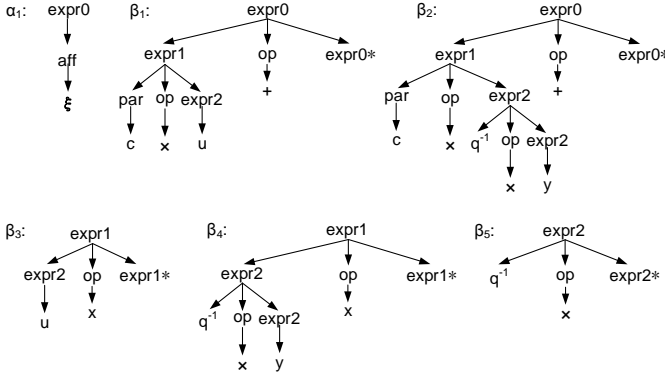 α₁: expr0 β₁: expr0 β₂: expr0
aff expr1 op expr0* expr1 op expr0*
ξ par op expr2 + par op expr2 +
c × u c × q⁻¹ op expr2
× y
β₃: expr1 β₄: expr1 β₅: expr2
expr2 op expr1* expr2 op expr1* q⁻¹ op expr2*
u x q⁻¹ op expr2 x ×
× y